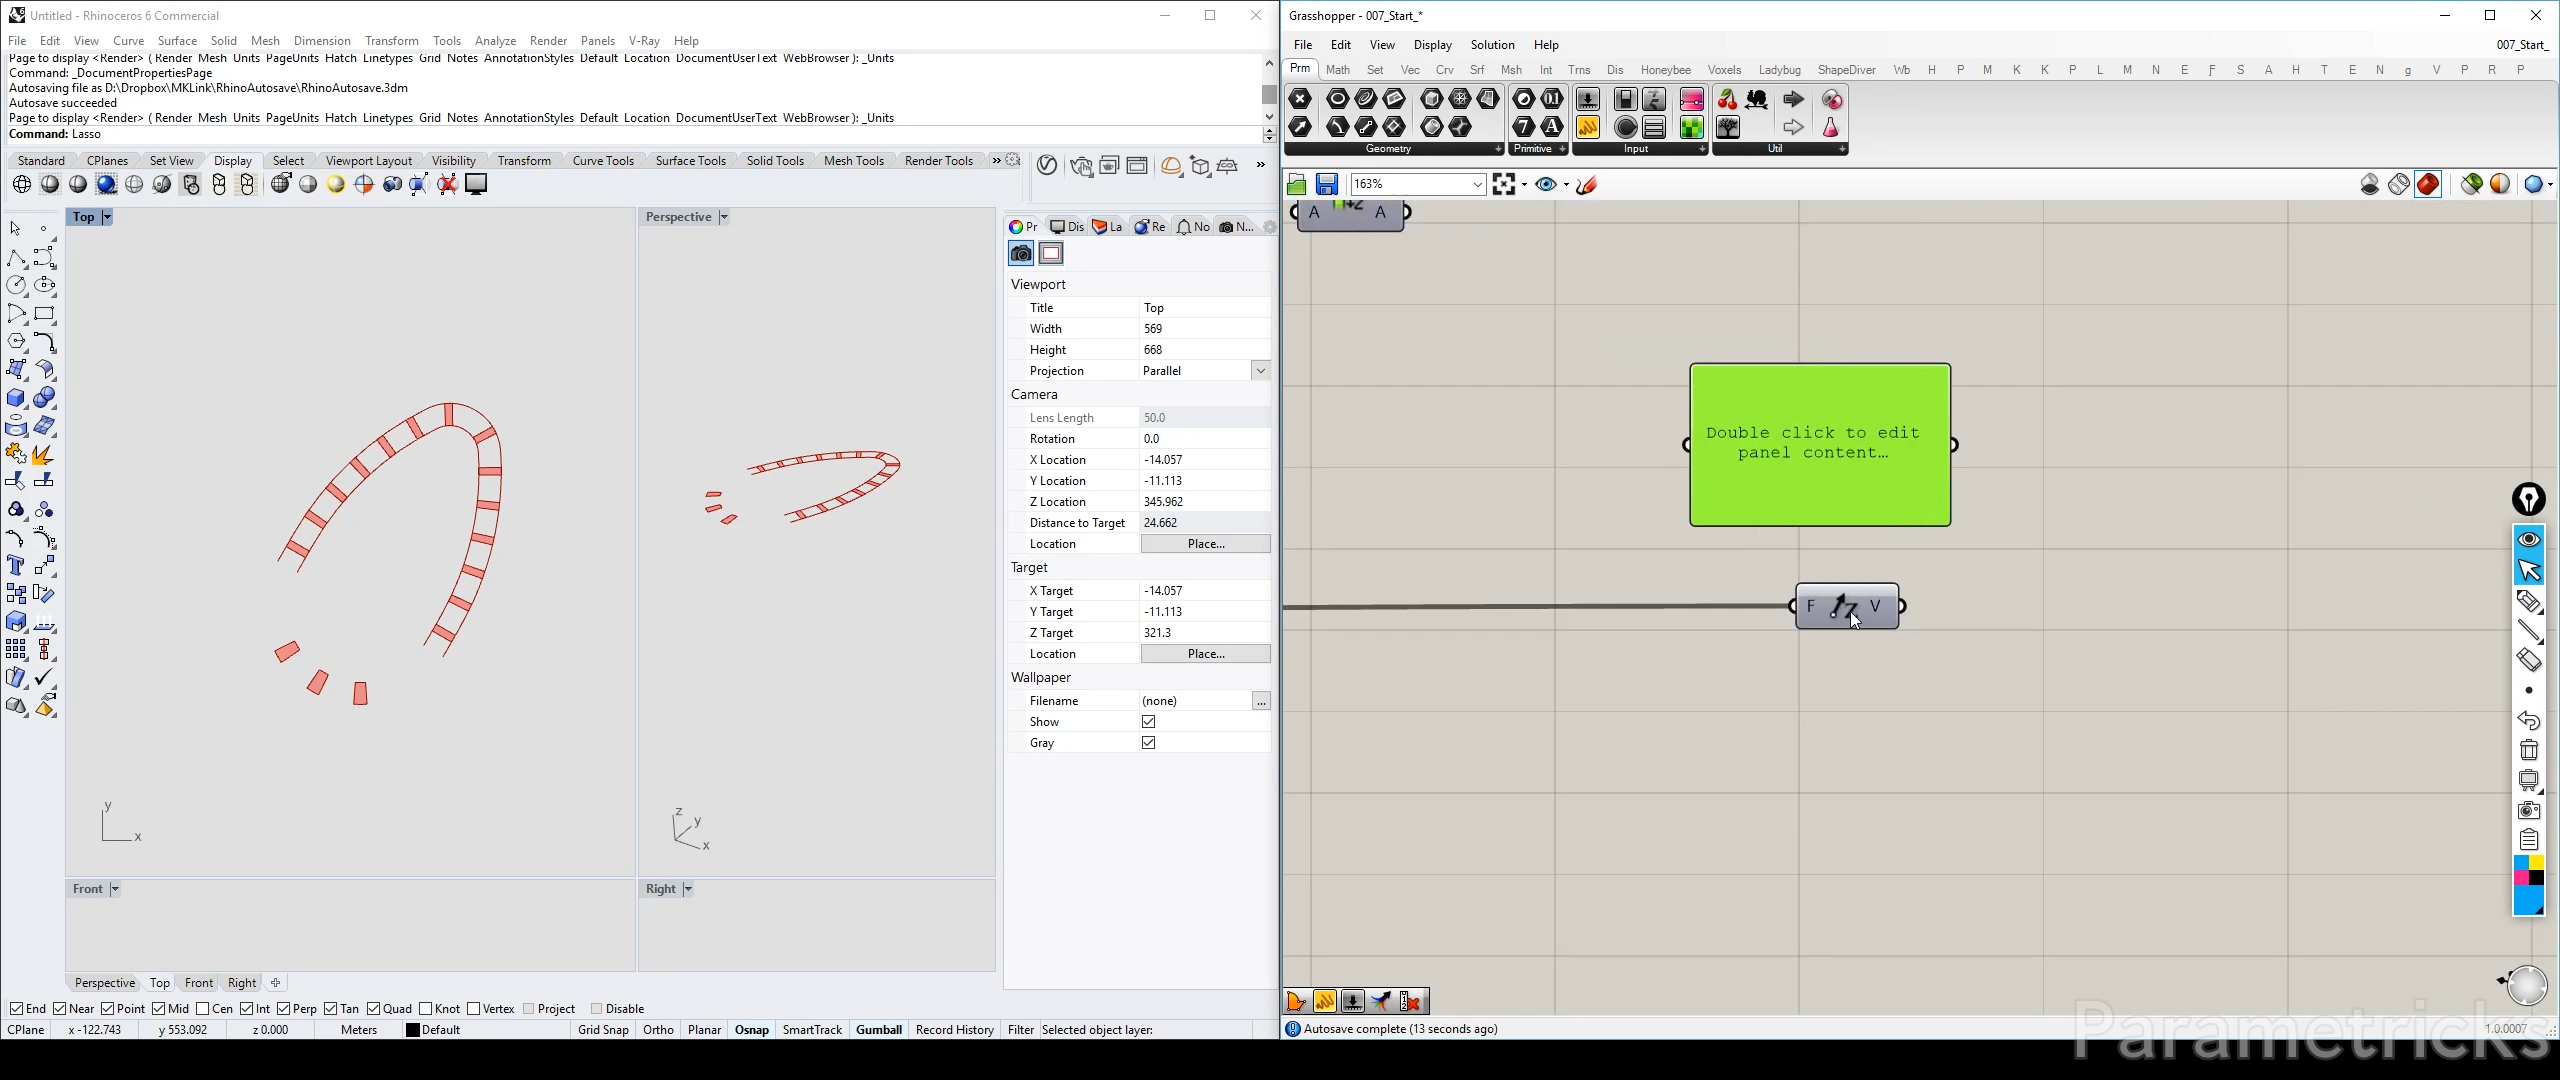 Untitled - Rhinoceros 6 Commercial
File Edit View Curve Surface Solid Mesh Dimension Transform Tools Analyze Render Panels V-Ray Help
Page to display <Render> ( Render Mesh Units PageUnits Hatch Linetypes Grid Notes AnnotationStyles Default Location DocumentUserText WebBrowser ): _Units
Command: _DocumentPropertiesPage
Autosaving file as D:\Dropbox\MKLink\RhinoAutosave\RhinoAutosave.3dm
Autosave succeeded
Page to display <Render> ( Render Mesh Units PageUnits Hatch Linetypes Grid Notes AnnotationStyles Default Location DocumentUserText WebBrowser ): _Units
Command: Lasso
Standard CPlanes Set View Display Select Viewport Layout Visibility Transform Curve Tools Surface Tools Solid Tools Mesh Tools Render Tools »
Top
Perspective
Pr Dis La Re No N...
Viewport
Title Top
Width 569
Height 668
Projection Parallel
Camera
Lens Length 50.0
Rotation 0.0
X Location -14.057
Y Location -11.113
Z Location 345.962
Distance to Target 24.662
Location Place...
Target
X Target -14.057
Y Target -11.113
Z Target 321.3
Location Place...
Wallpaper
Filename (none) ...
Show
Gray
y
x
z
y
x
Front
Right
Perspective Top Front Right
End Near Point Mid Cen Int Perp Tan Quad Knot Vertex Project Disable
CPlane x -122.743 y 553.092 z 0.000 Meters Default Grid Snap Ortho Planar Osnap SmartTrack Gumball Record History Filter Selected object layer:
Grasshopper - 007_Start_*
File Edit View Display Solution Help
007_Start_
Prm Math Set Vec Crv Srf Msh Int Trns Dis Honeybee Voxels Ladybug ShapeDiver Wb H P M K K P L M N E F S A H T E N g V P R P
Geometry Primitive Input Util
163%
A +Z A
Double click to edit
panel content…
F Z V
Autosave complete (13 seconds ago)
1.0.0007
Parametricks